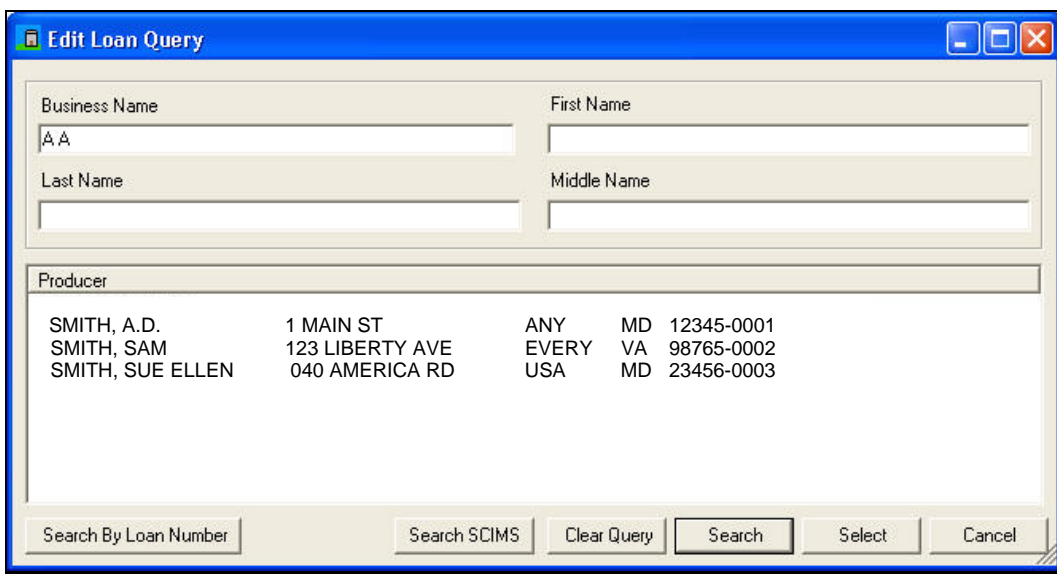 Edit Loan Query
Business Name First Name
A A
Last Name Middle Name
Producer
SMITH, A.D. 1 MAIN ST ANY MD 12345-0001
SMITH, SAM 123 LIBERTY AVE EVERY VA 98765-0002
SMITH, SUE ELLEN 040 AMERICA RD USA MD 23456-0003
Search By Loan Number Search SCIMS Clear Query Search Select Cancel